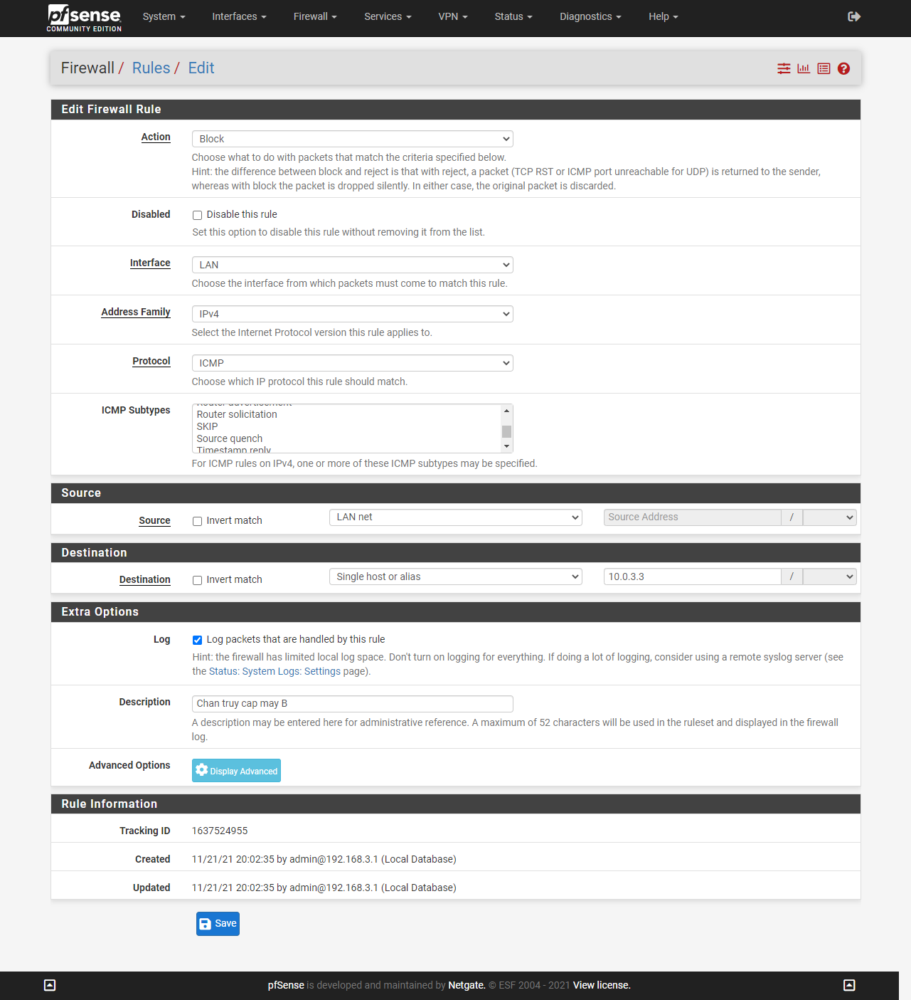 pfsense
COMMUNITY EDITION
System Interfaces Firewall Services VPN Status Diagnostics Help
Firewall / Rules / Edit
Edit Firewall Rule
Action
Block
Choose what to do with packets that match the criteria specified below.
Hint: the difference between block and reject is that with reject, a packet (TCP RST or ICMP port unreachable for UDP) is returned to the sender,
whereas with block the packet is dropped silently. In either case, the original packet is discarded.
Disabled
Disable this rule
Set this option to disable this rule without removing it from the list.
Interface
LAN
Choose the interface from which packets must come to match this rule.
Address Family
IPv4
Select the Internet Protocol version this rule applies to.
Protocol
ICMP
Choose which IP protocol this rule should match.
ICMP Subtypes
Router advertisement
Router solicitation
SKIP
Source quench
Timestamp reply
For ICMP rules on IPv4, one or more of these ICMP subtypes may be specified.
Source
Source Invert match LAN net Source Address /
Destination
Destination Invert match Single host or alias 10.0.3.3 /
Extra Options
Log
Log packets that are handled by this rule
Hint: the firewall has limited local log space. Don't turn on logging for everything. If doing a lot of logging, consider using a remote syslog server (see
the Status: System Logs: Settings page).
Description
Chan truy cap may B
A description may be entered here for administrative reference. A maximum of 52 characters will be used in the ruleset and displayed in the firewall
log.
Advanced Options
Display Advanced
Rule Information
Tracking ID 1637524955
Created 11/21/21 20:02:35 by admin@192.168.3.1 (Local Database)
Updated 11/21/21 20:02:35 by admin@192.168.3.1 (Local Database)
Save
pfSense is developed and maintained by Netgate. © ESF 2004 - 2021 View license.